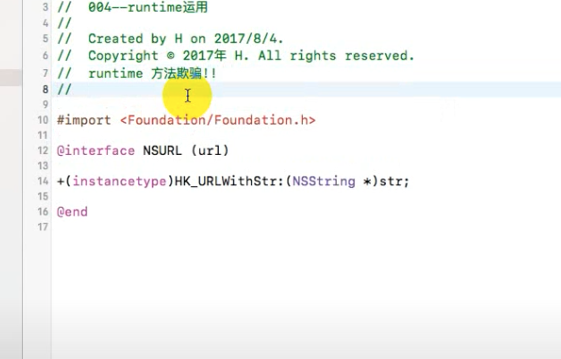 3 //  004--runtime运用
4 //
5 //  Created by H on 2017/8/4.
6 //  Copyright © 2017年 H. All rights reserved.
7 //  runtime 方法欺骗!!
8 //
9
10 #import <Foundation/Foundation.h>
11
12 @interface NSURL (url)
13
14 +(instancetype)HK_URLWithStr:(NSString *)str;
15
16 @end
17